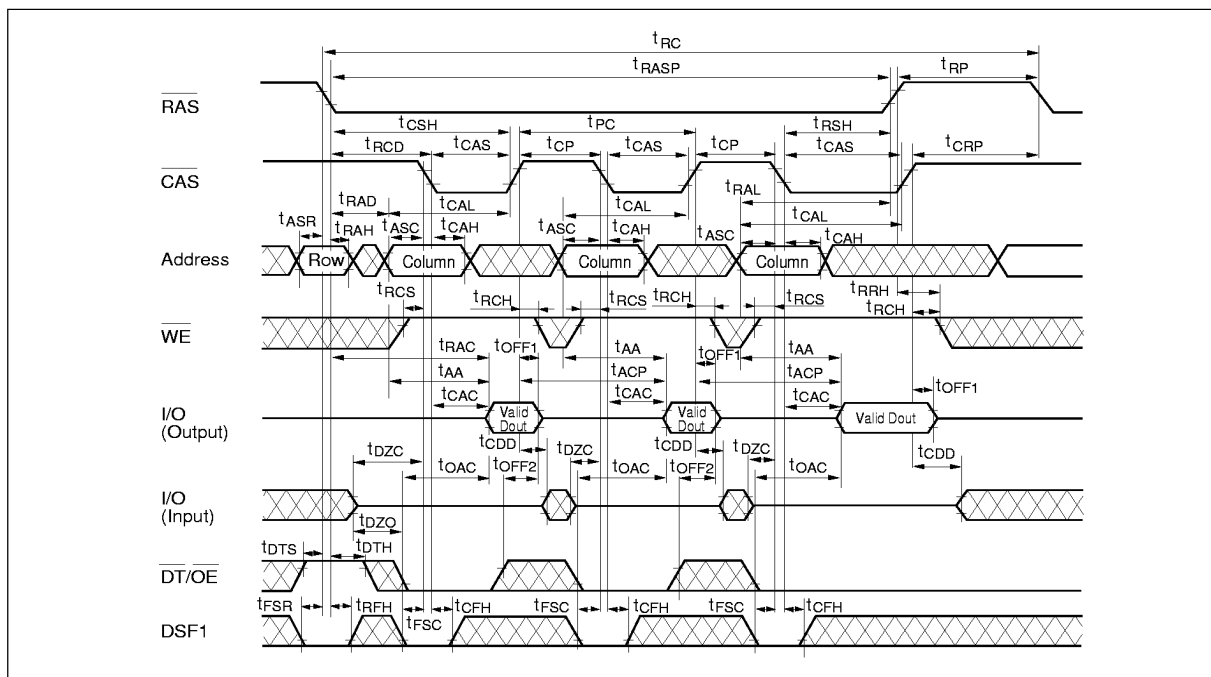 tRC
tRASP tRP
RAS
tCSH tPC tRSH
tRCD tCAS tCP tCAS tCP tCAS tCRP
CAS
tRAD tCAL tCAL tRAL
tCAL
tASR tRAH tASC tCAH tASC tCAH tASC tCAH
Address Row Column Column Column
tRCS tRCH tRCS tRCH tRCS tRRH
tRCH
WE
tRAC tOFF1 tAA tOFF1 tAA
tAA tACP tACP tOFF1
tCAC tCAC tCAC
I/O (Output) Valid Dout Valid Dout Valid Dout
tDZC tCDD tDZC tCDD tDZC tCDD
tOAC tOFF2 tOAC tOFF2 tOAC
I/O (Input)
tDZO
tDTS tDTH
DT/OE
tFSR tRFH tFSC tCFH tFSC tCFH tFSC tCFH
DSF1